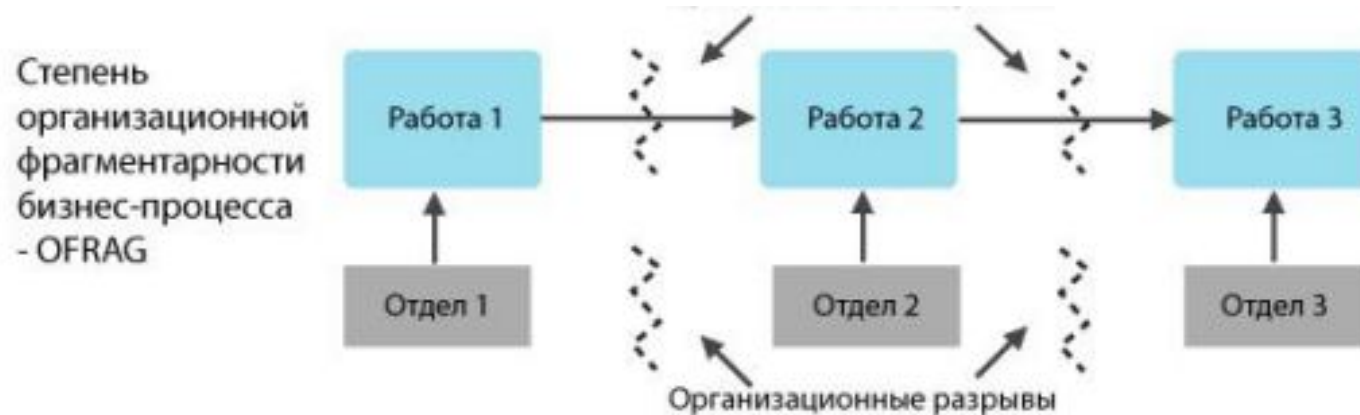 Степень
организационной
фрагментарности
бизнес-процесса
- OFRAG
Работа 1
Работа 2
Работа 3
Отдел 1
Отдел 2
Отдел 3
Организационные разрывы